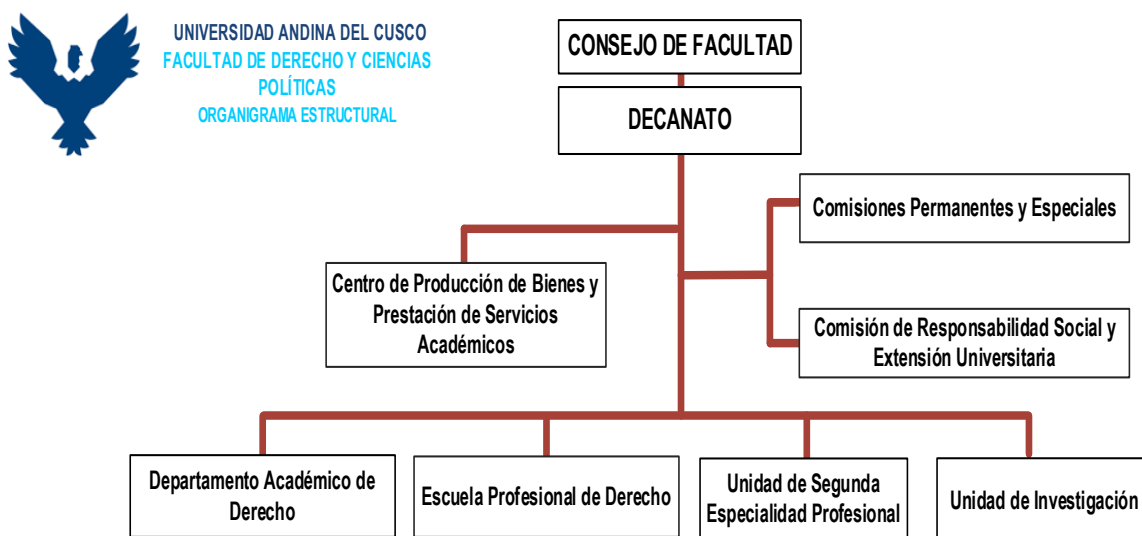 UNIVERSIDAD ANDINA DEL CUSCO
FACULTAD DE DERECHO Y CIENCIAS
POLÍTICAS
ORGANIGRAMA ESTRUCTURAL
CONSEJO DE FACULTAD
DECANATO
Comisiones Permanentes y Especiales
Centro de Producción de Bienes y
Prestación de Servicios
Académicos
Comisión de Responsabilidad Social y
Extensión Universitaria
Departamento Académico de
Derecho
Escuela Profesional de Derecho
Unidad de Segunda
Especialidad Profesional
Unidad de Investigación